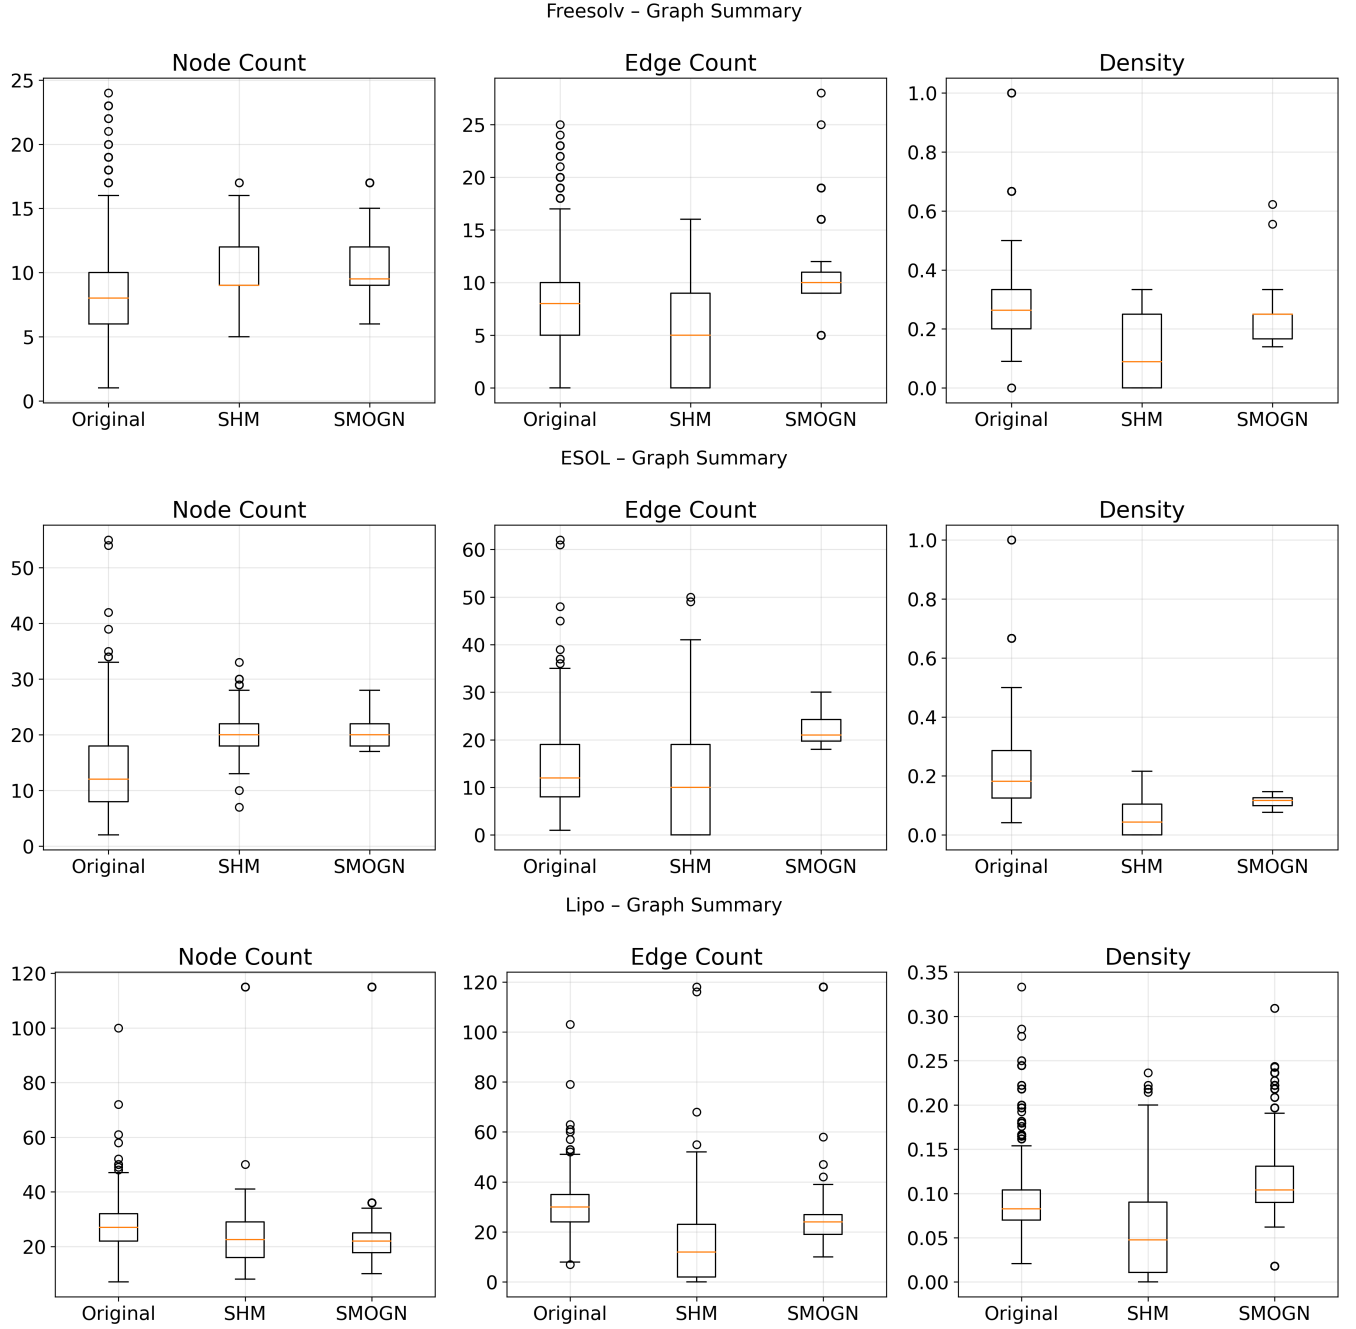 Freesolv – Graph Summary
Node Count
Edge Count
Density
25
20
15
10
5
0
Original
SHM
SMOGN
25
20
15
10
5
0
Original
SHM
SMOGN
1.0
0.8
0.6
0.4
0.2
0.0
Original
SHM
SMOGN
ESOL – Graph Summary
Node Count
Edge Count
Density
50
40
30
20
10
0
Original
SHM
SMOGN
60
50
40
30
20
10
0
Original
SHM
SMOGN
1.0
0.8
0.6
0.4
0.2
0.0
Original
SHM
SMOGN
Lipo – Graph Summary
Node Count
Edge Count
Density
120
100
80
60
40
20
Original
SHM
SMOGN
120
100
80
60
40
20
0
Original
SHM
SMOGN
0.35
0.30
0.25
0.20
0.15
0.10
0.05
0.00
Original
SHM
SMOGN